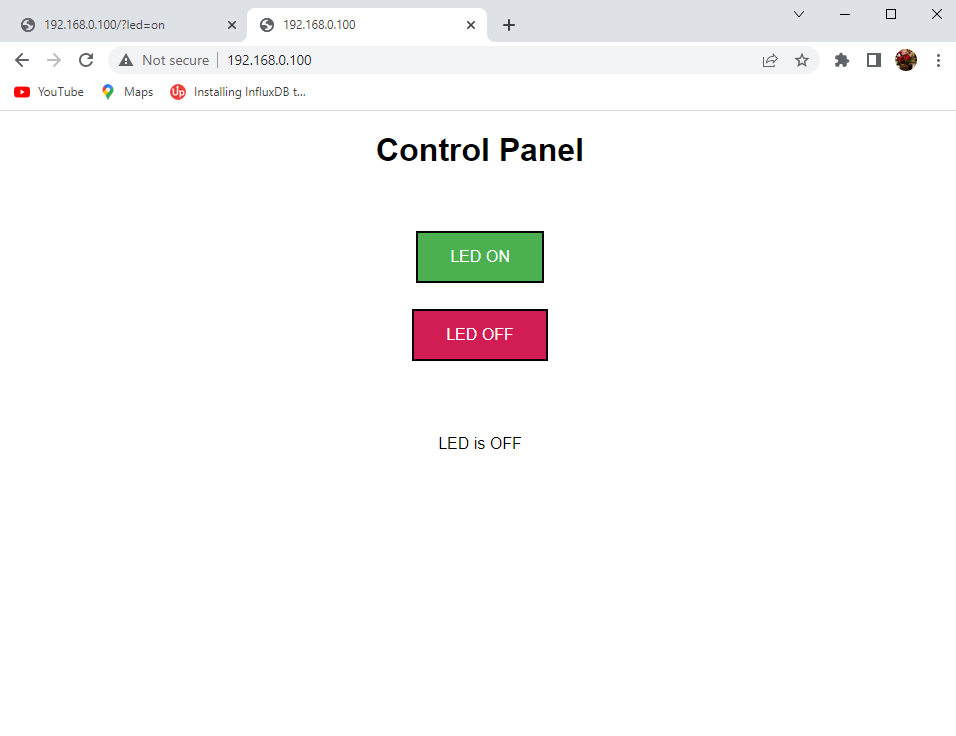 192.168.0.100/?led=on
192.168.0.100
Not secure
192.168.0.100
YouTube
Maps
Up
Installing InfluxDB t...
Control Panel
LED ON
LED OFF
LED is OFF